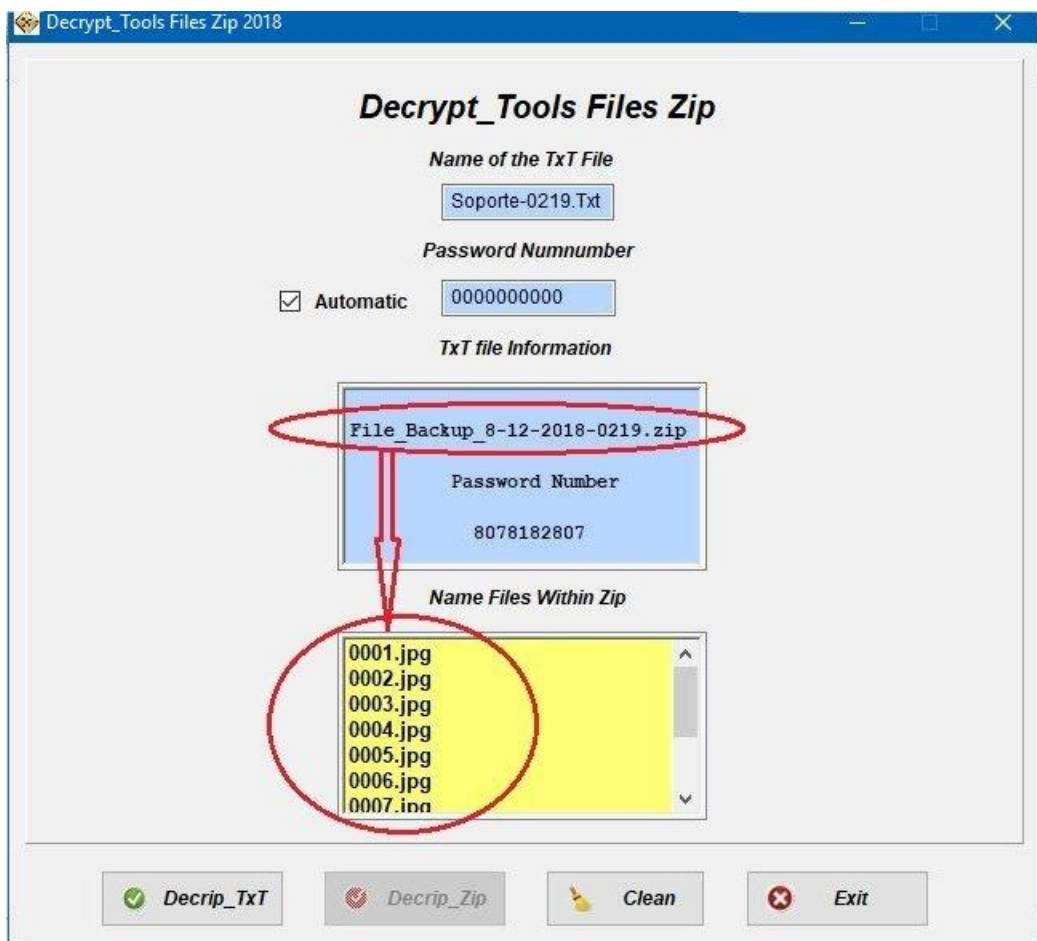 Decrypt_Tools Files Zip 2018
Decrypt_Tools Files Zip
Name of the TxT File
Soporte-0219.Txt
Password Numnumber
Automatic 0000000000
TxT file Information
File_Backup_8-12-2018-0219.zip
Password Number
8078182807
Name Files Within Zip
0001.jpg
0002.jpg
0003.jpg
0004.jpg
0005.jpg
0006.jpg
0007.jpg
Decrip_TxT Decrip_Zip Clean Exit